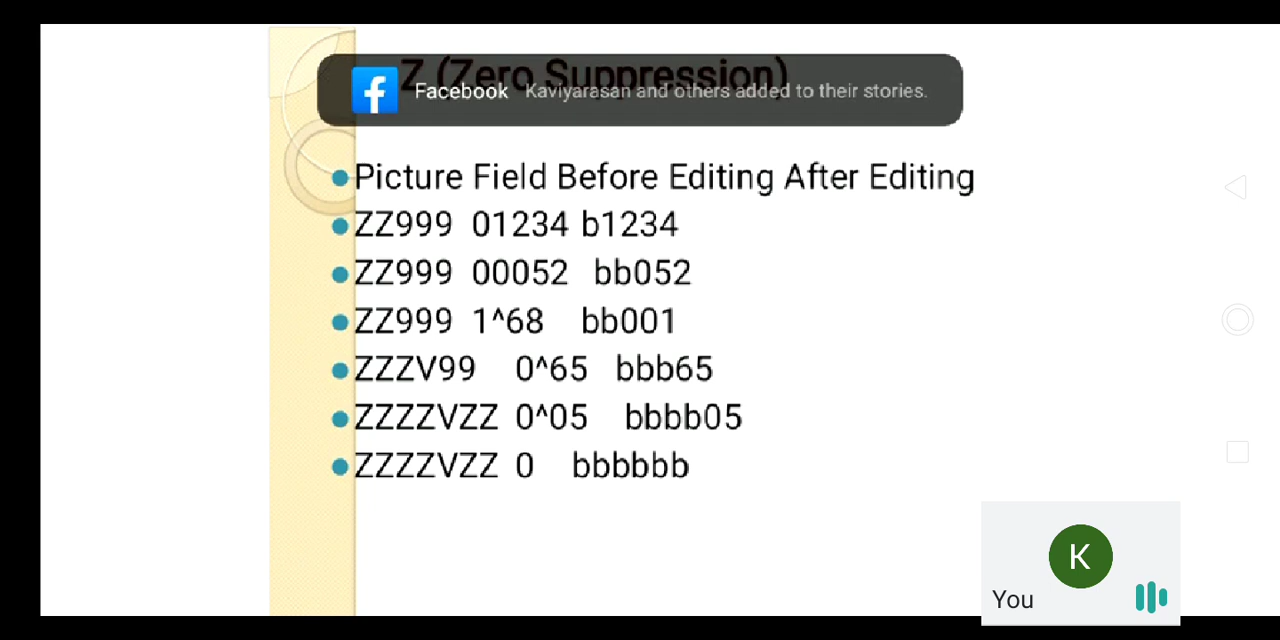 Z (Zero Suppression)
Facebook Kaviyarasan and others added to their stories.
Picture Field Before Editing After Editing
ZZ999 01234 b1234
ZZ999 00052 bb052
ZZ999 1^68 bb001
ZZZV99 0^65 bbb65
ZZZZVZZ 0^05 bbbb05
ZZZZVZZ 0 bbbbbb
K
You